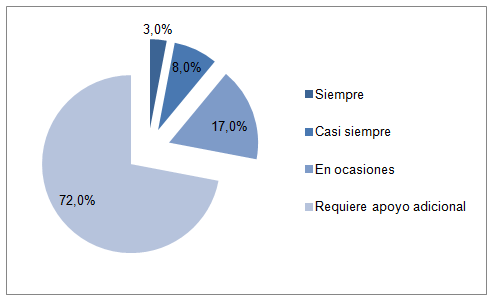 3,0%
8,0%
17,0%
72,0%
Siempre
Casi siempre
En ocasiones
Requiere apoyo adicional